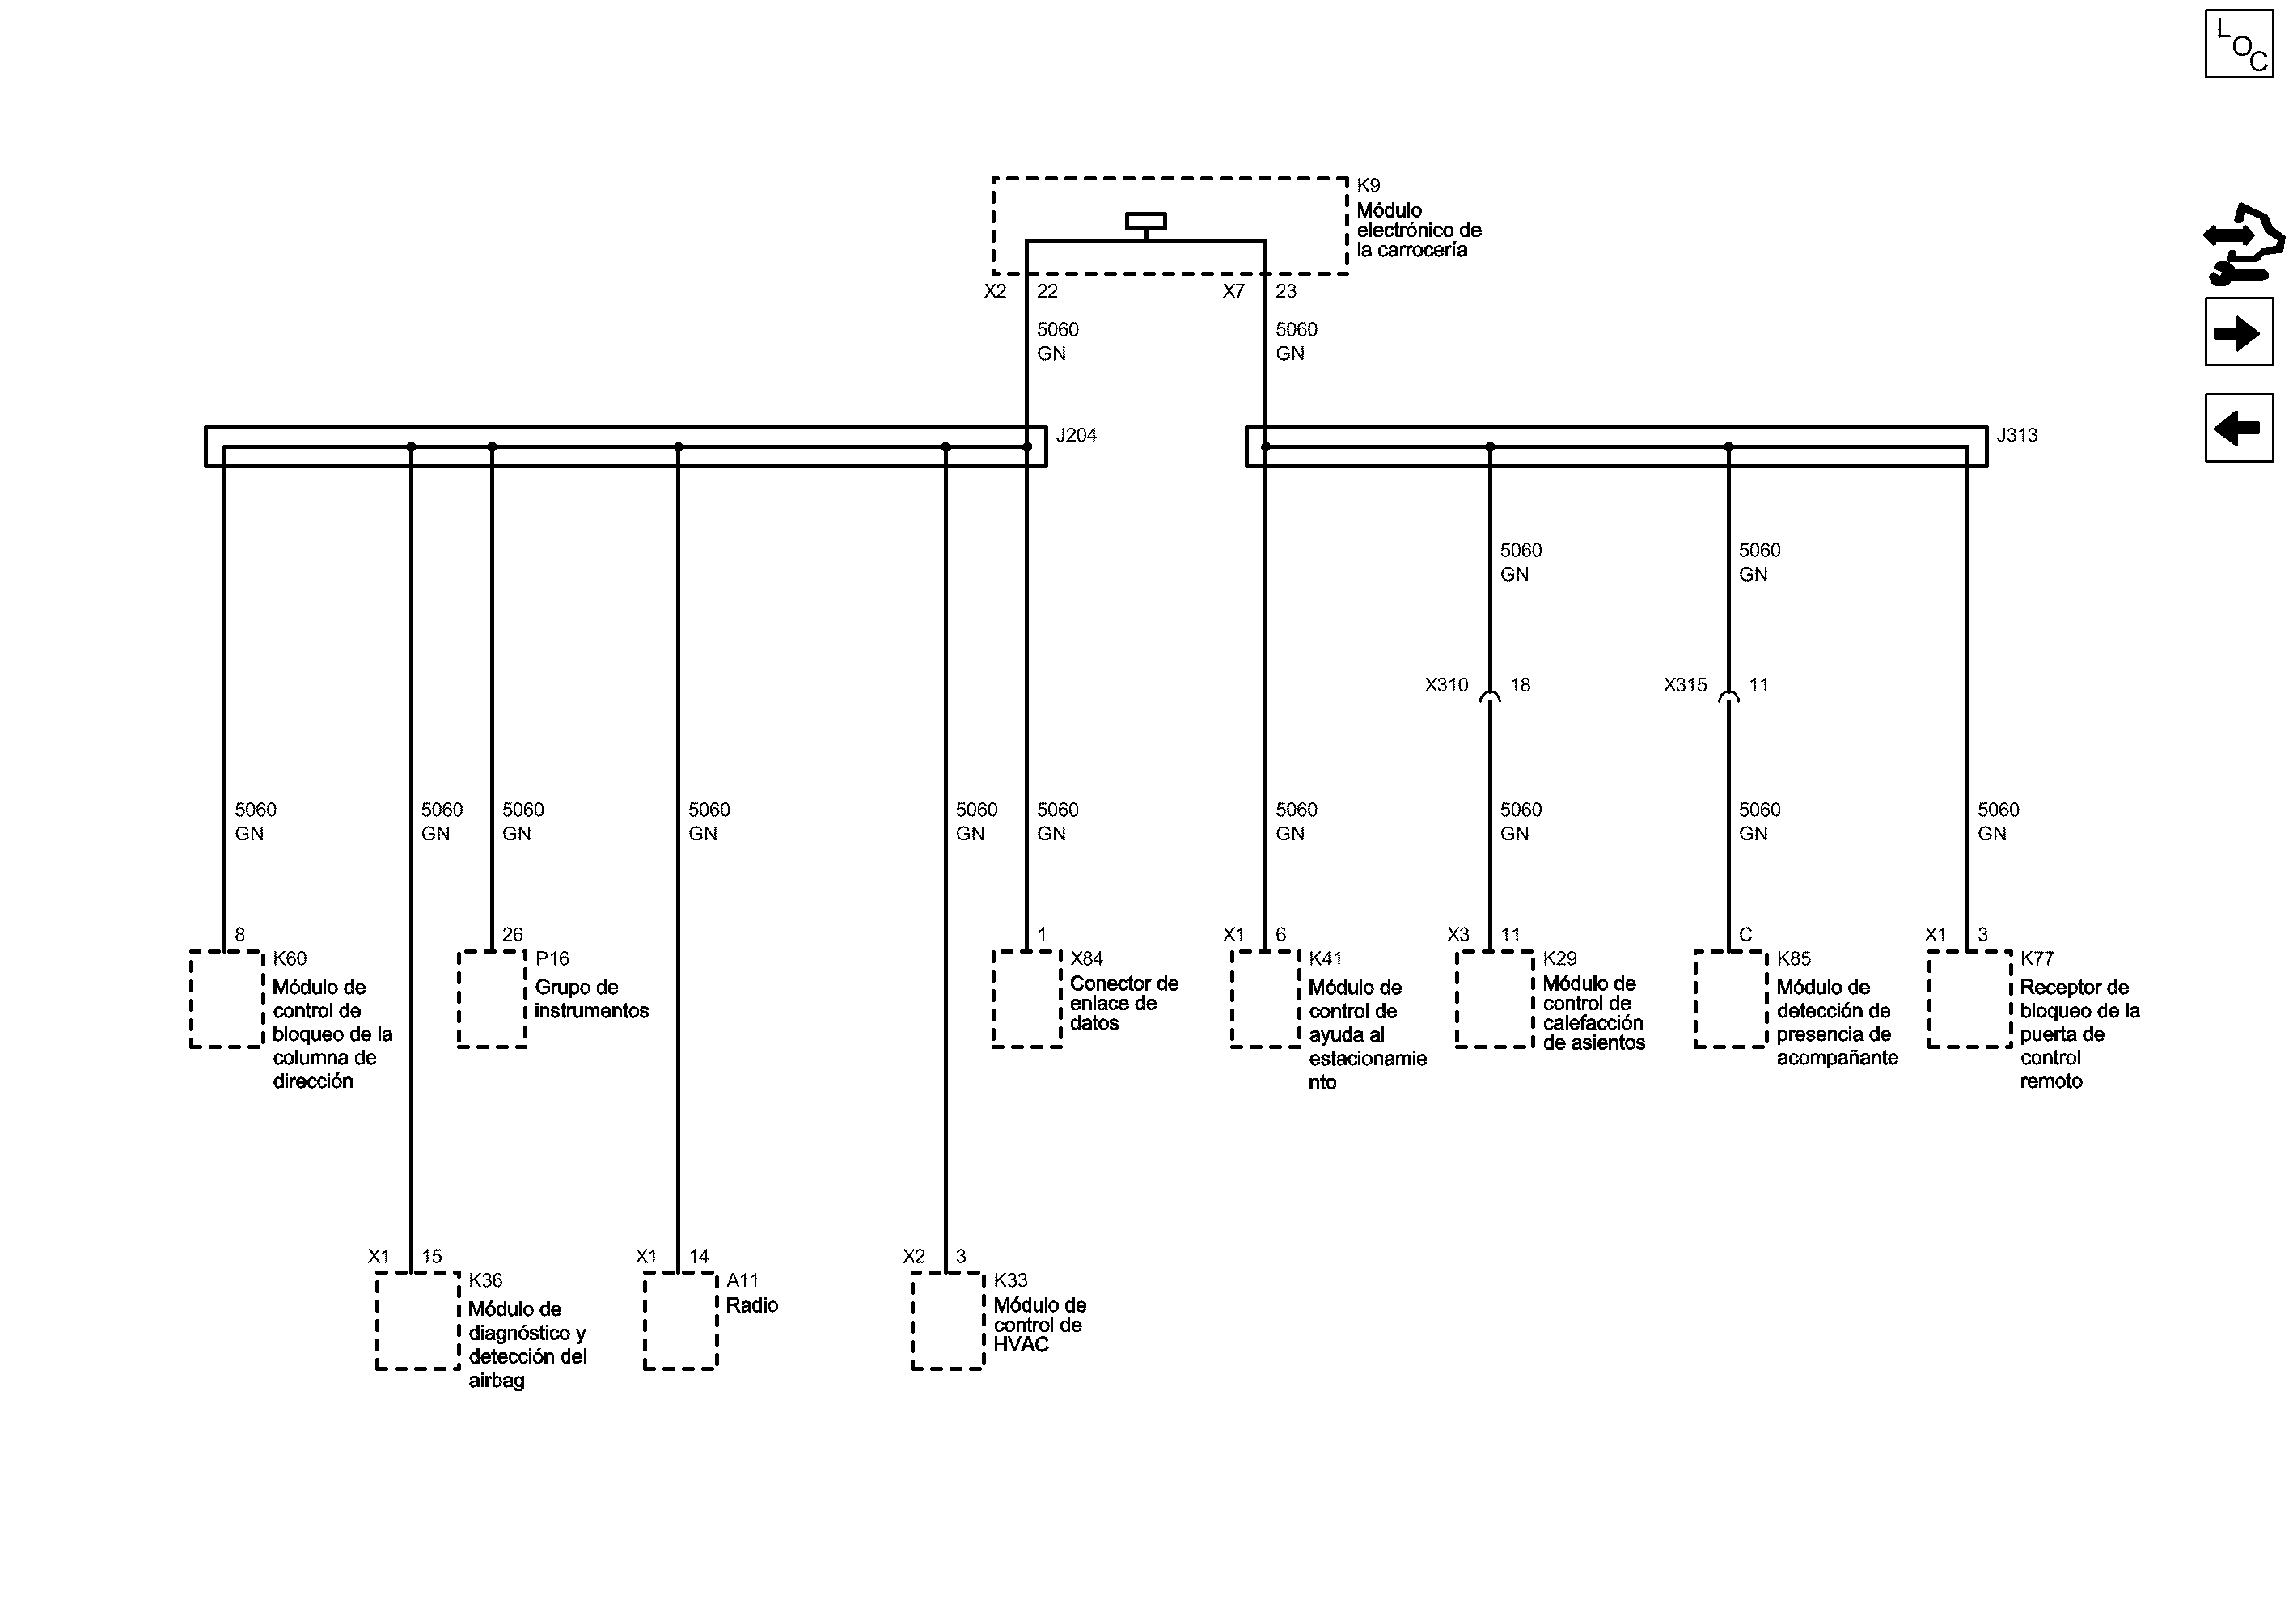 LOC
K9
Módulo
electrónico de
la carrocería
X2 22 X7 23
5060 5060
GN GN
J204 J313
5060 5060
GN GN
X310 18 X315 11
5060 5060 5060 5060 5060 5060 5060 5060 5060
GN GN GN GN GN GN GN GN GN
5060
GN
8 26 1 X1 6 X3 11 C X1 3
K60
Módulo de
control de
bloqueo de la
columna de
dirección
P16
Grupo de
instrumentos
X84
Conector de
enlace de
datos
K41
Módulo de
control de
ayuda al
estacionamie
nto
K29
Módulo de
control de
calefacción
de asientos
K85
Módulo de
detección de
presencia de
acompañante
K77
Receptor de
bloqueo de la
puerta de
control
remoto
X1 15 X1 14 X2 3
K36
Módulo de
diagnóstico y
detección del
airbag
A11
Radio
K33
Módulo de
control de
HVAC